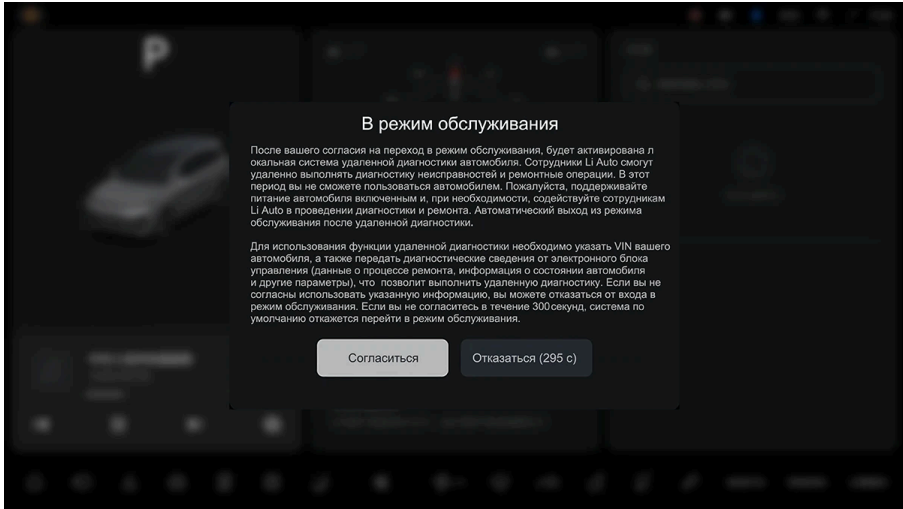 P
В режим обслуживания
После вашего согласия на переход в режим обслуживания, будет активирована л
окальная система удаленной диагностики автомобиля. Сотрудники Li Auto смогут
удаленно выполнять диагностику неисправностей и ремонтные операции. В этот
период вы не сможете пользоваться автомобилем. Пожалуйста, поддерживайте
питание автомобиля включенным и, при необходимости, содействуйте сотрудникам
Li Auto в проведении диагностики и ремонта. Автоматический выход из режима
обслуживания после удаленной диагностики.
Для использования функции удаленной диагностики необходимо указать VIN вашего
автомобиля, а также передать диагностические сведения от электронного блока
управления (данные о процессе ремонта, информация о состоянии автомобиля
и другие параметры), что позволит выполнить удаленную диагностику. Если вы не
согласны использовать указанную информацию, вы можете отказаться от входа в
режим обслуживания. Если вы не согласитесь в течение 300 секунд, система по
умолчанию откажется перейти в режим обслуживания.
Согласиться
Отказаться (295 с)